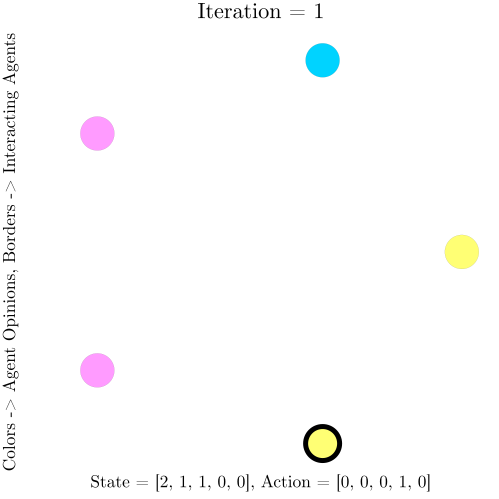 Iteration = 1
Colors -> Agent Opinions, Borders -> Interacting Agents
State = [2, 1, 1, 0, 0], Action = [0, 0, 0, 1, 0]